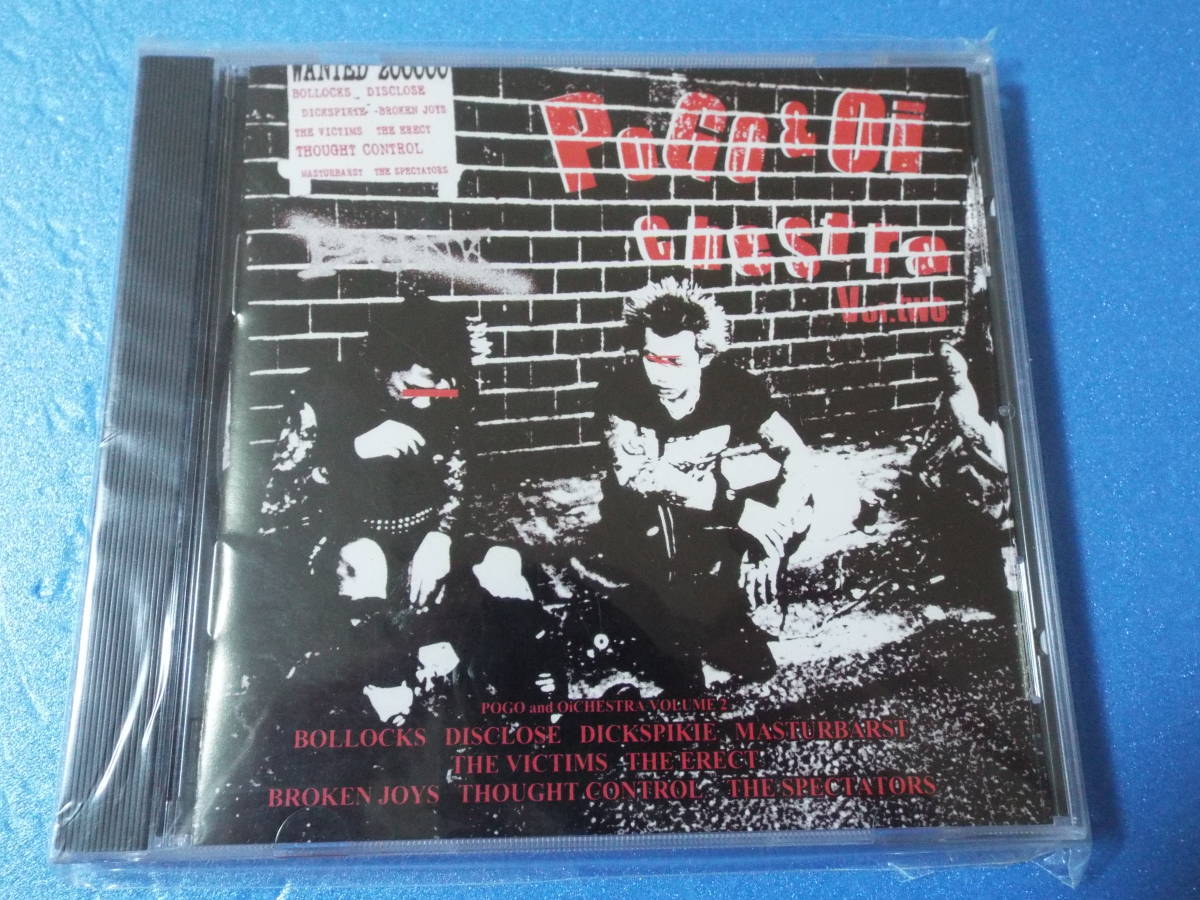 WANTED 200000
BOLLOCKS DISCLOSE
DICKSPIKIE BROKEN JOYS
THE VICTIMS THE ERECT
THOUGHT CONTROL
MASTURBARST THE SPECTATORS
PoGo & Oi
chestra
Vol.two
POGO and OiCHESTRA VOLUME 2
BOLLOCKS DISCLOSE DICKSPIKIE MASTURBARST
THE VICTIMS THE ERECT
BROKEN JOYS THOUGHT CONTROL THE SPECTATORS